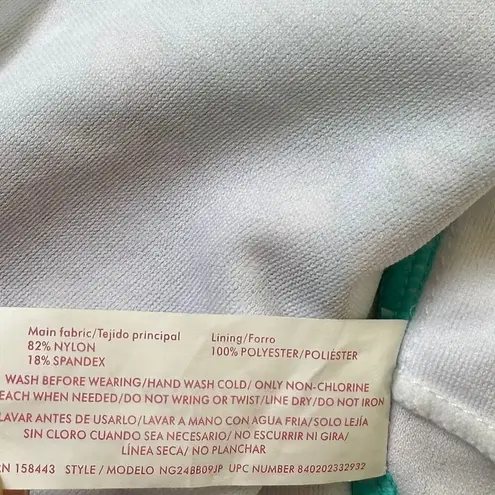 Main fabric/Tejido principal
82% NYLON
18% SPANDEX
Lining/Forro
100% POLYESTER/POLIÉSTER
WASH BEFORE WEARING/HAND WASH COLD/ ONLY NON-CHLORINE
EACH WHEN NEEDED/DO NOT WRING OR TWIST/LINE DRY/DO NOT IRON
LAVAR ANTES DE USARLO/LAVAR A MANO CON AGUA FRIA/SOLO LEJÍA
SIN CLORO CUANDO SEA NECESARIO/ NO ESCURRIR NI GIRA/
LÍNEA SECA/ NO PLANCHAR
RN 158443 STYLE / MODELO NG248B09JP UPC NUMBER 840202332932